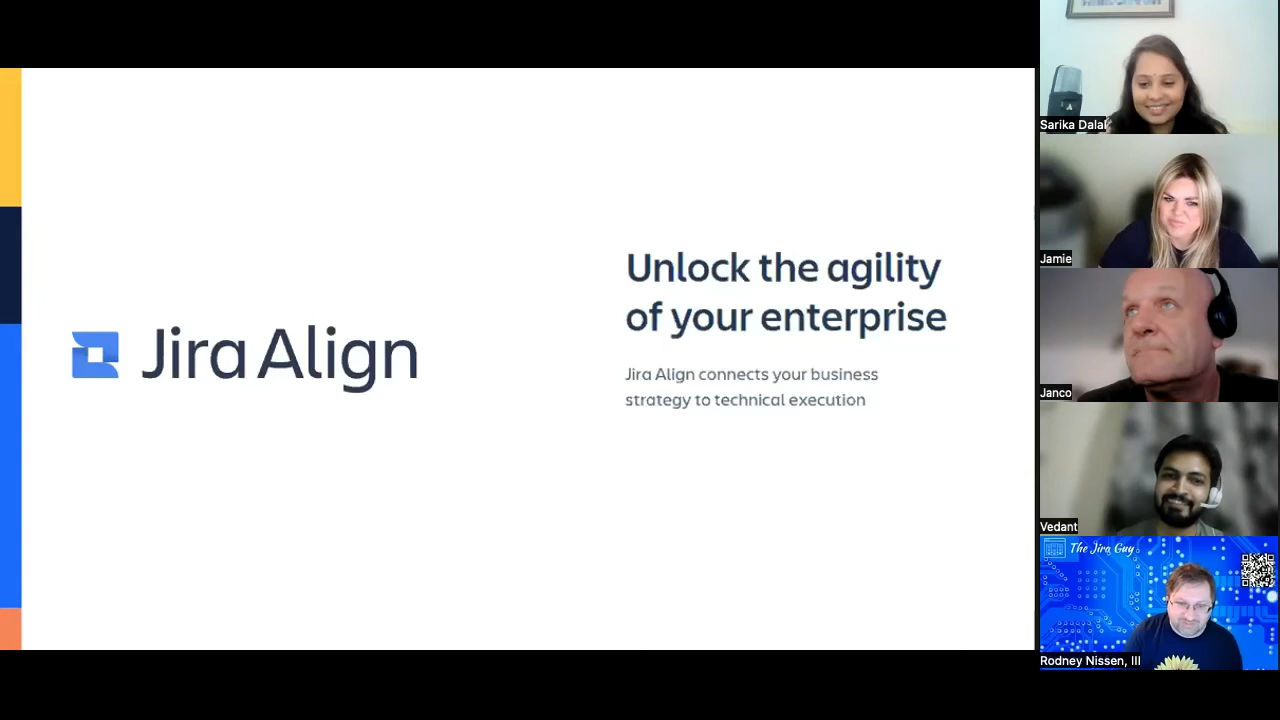 Jira Align
Unlock the agility
of your enterprise
Jira Align connects your business
strategy to technical execution
Sarika Dalal
Jamie
Janco
Vedant
The Jira Guy
Rodney Nissen, III